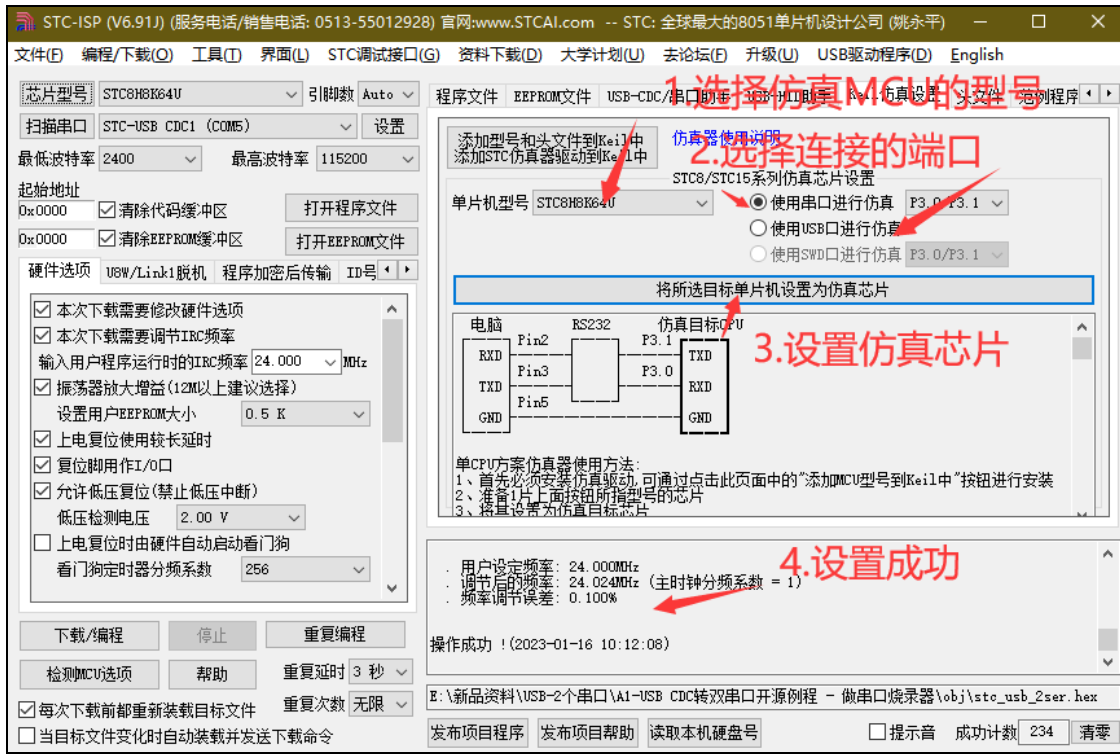 STC-ISP (V6.91J) (服务电话/销售电话: 0513-55012928) 官网:www.STCAI.com -- STC: 全球最大的8051单片机设计公司 (姚永平)
文件(F) 编程/下载(O) 工具(T) 界面(L) STC调试接口(G) 资料下载(D) 大学计划(U) 去论坛(F) 升级(U) USB驱动程序(D) English
芯片型号 STC8H8K64U 引脚数 Auto
扫描串口 STC-USB CDC1 (COM5) 设置
最低波特率 2400 最高波特率 115200
起始地址
0x0000 清除代码缓冲区 打开程序文件
0x0000 清除EEPROM缓冲区 打开EEPROM文件
硬件选项 U8W/Link1脱机 程序加密后传输 ID号
本次下载需要修改硬件选项
本次下载需要调节IRC频率
输入用户程序运行时的IRC频率 24.000 MHz
振荡器放大增益(12M以上建议选择)
设置用户EEPROM大小 0.5 K
上电复位使用较长延时
复位脚用作I/O口
允许低压复位(禁止低压中断)
低压检测电压 2.00 V
上电复位时由硬件自动启动看门狗
看门狗定时器分频系数 256
下载/编程 停止 重复编程
检测MCU选项 帮助 重复延时 3 秒
重复次数 无限
每次下载前都重新装载目标文件
当目标文件变化时自动装载并发送下载命令
程序文件 EEPROM文件 USB-CDC/串口助手 USB-HID助手 Keil仿真设置 头文件 范例程序
1.选择仿真MCU的型号
添加型号和头文件到Keil中
添加STC仿真器驱动到Keil中
仿真器使用说明
2.选择连接的端口
STC8/STC15系列仿真芯片设置
单片机型号 STC8H8K64U 使用串口进行仿真 P3.0/P3.1
使用USB口进行仿真
使用SWD口进行仿真 P3.0/P3.1
将所选目标单片机设置为仿真芯片
3.设置仿真芯片
电脑 RS232 仿真目标CPU
RXD Pin2 P3.1 TXD
TXD Pin3 P3.0 RXD
GND Pin5 GND
单CPU方案仿真器使用方法:
1、首先必须安装仿真驱动,可通过点击此页面中的"添加MCU型号到Keil中"按钮进行安装
2、准备1片上面按钮所指型号的芯片
3、将其设置为仿真目标芯片
4.设置成功
. 用户设定频率: 24.000MHz
. 调节后的频率: 24.024MHz (主时钟分频系数 = 1)
. 频率调节误差: 0.100%
操作成功 !(2023-01-16 10:12:08)
E:\新品资料\USB-2个串口\A1-USB CDC转双串口开源例程 - 做串口烧录器\obj\stc_usb_2ser.hex
发布项目程序 发布项目帮助 读取本机硬盘号 提示音 成功计数 234 清零